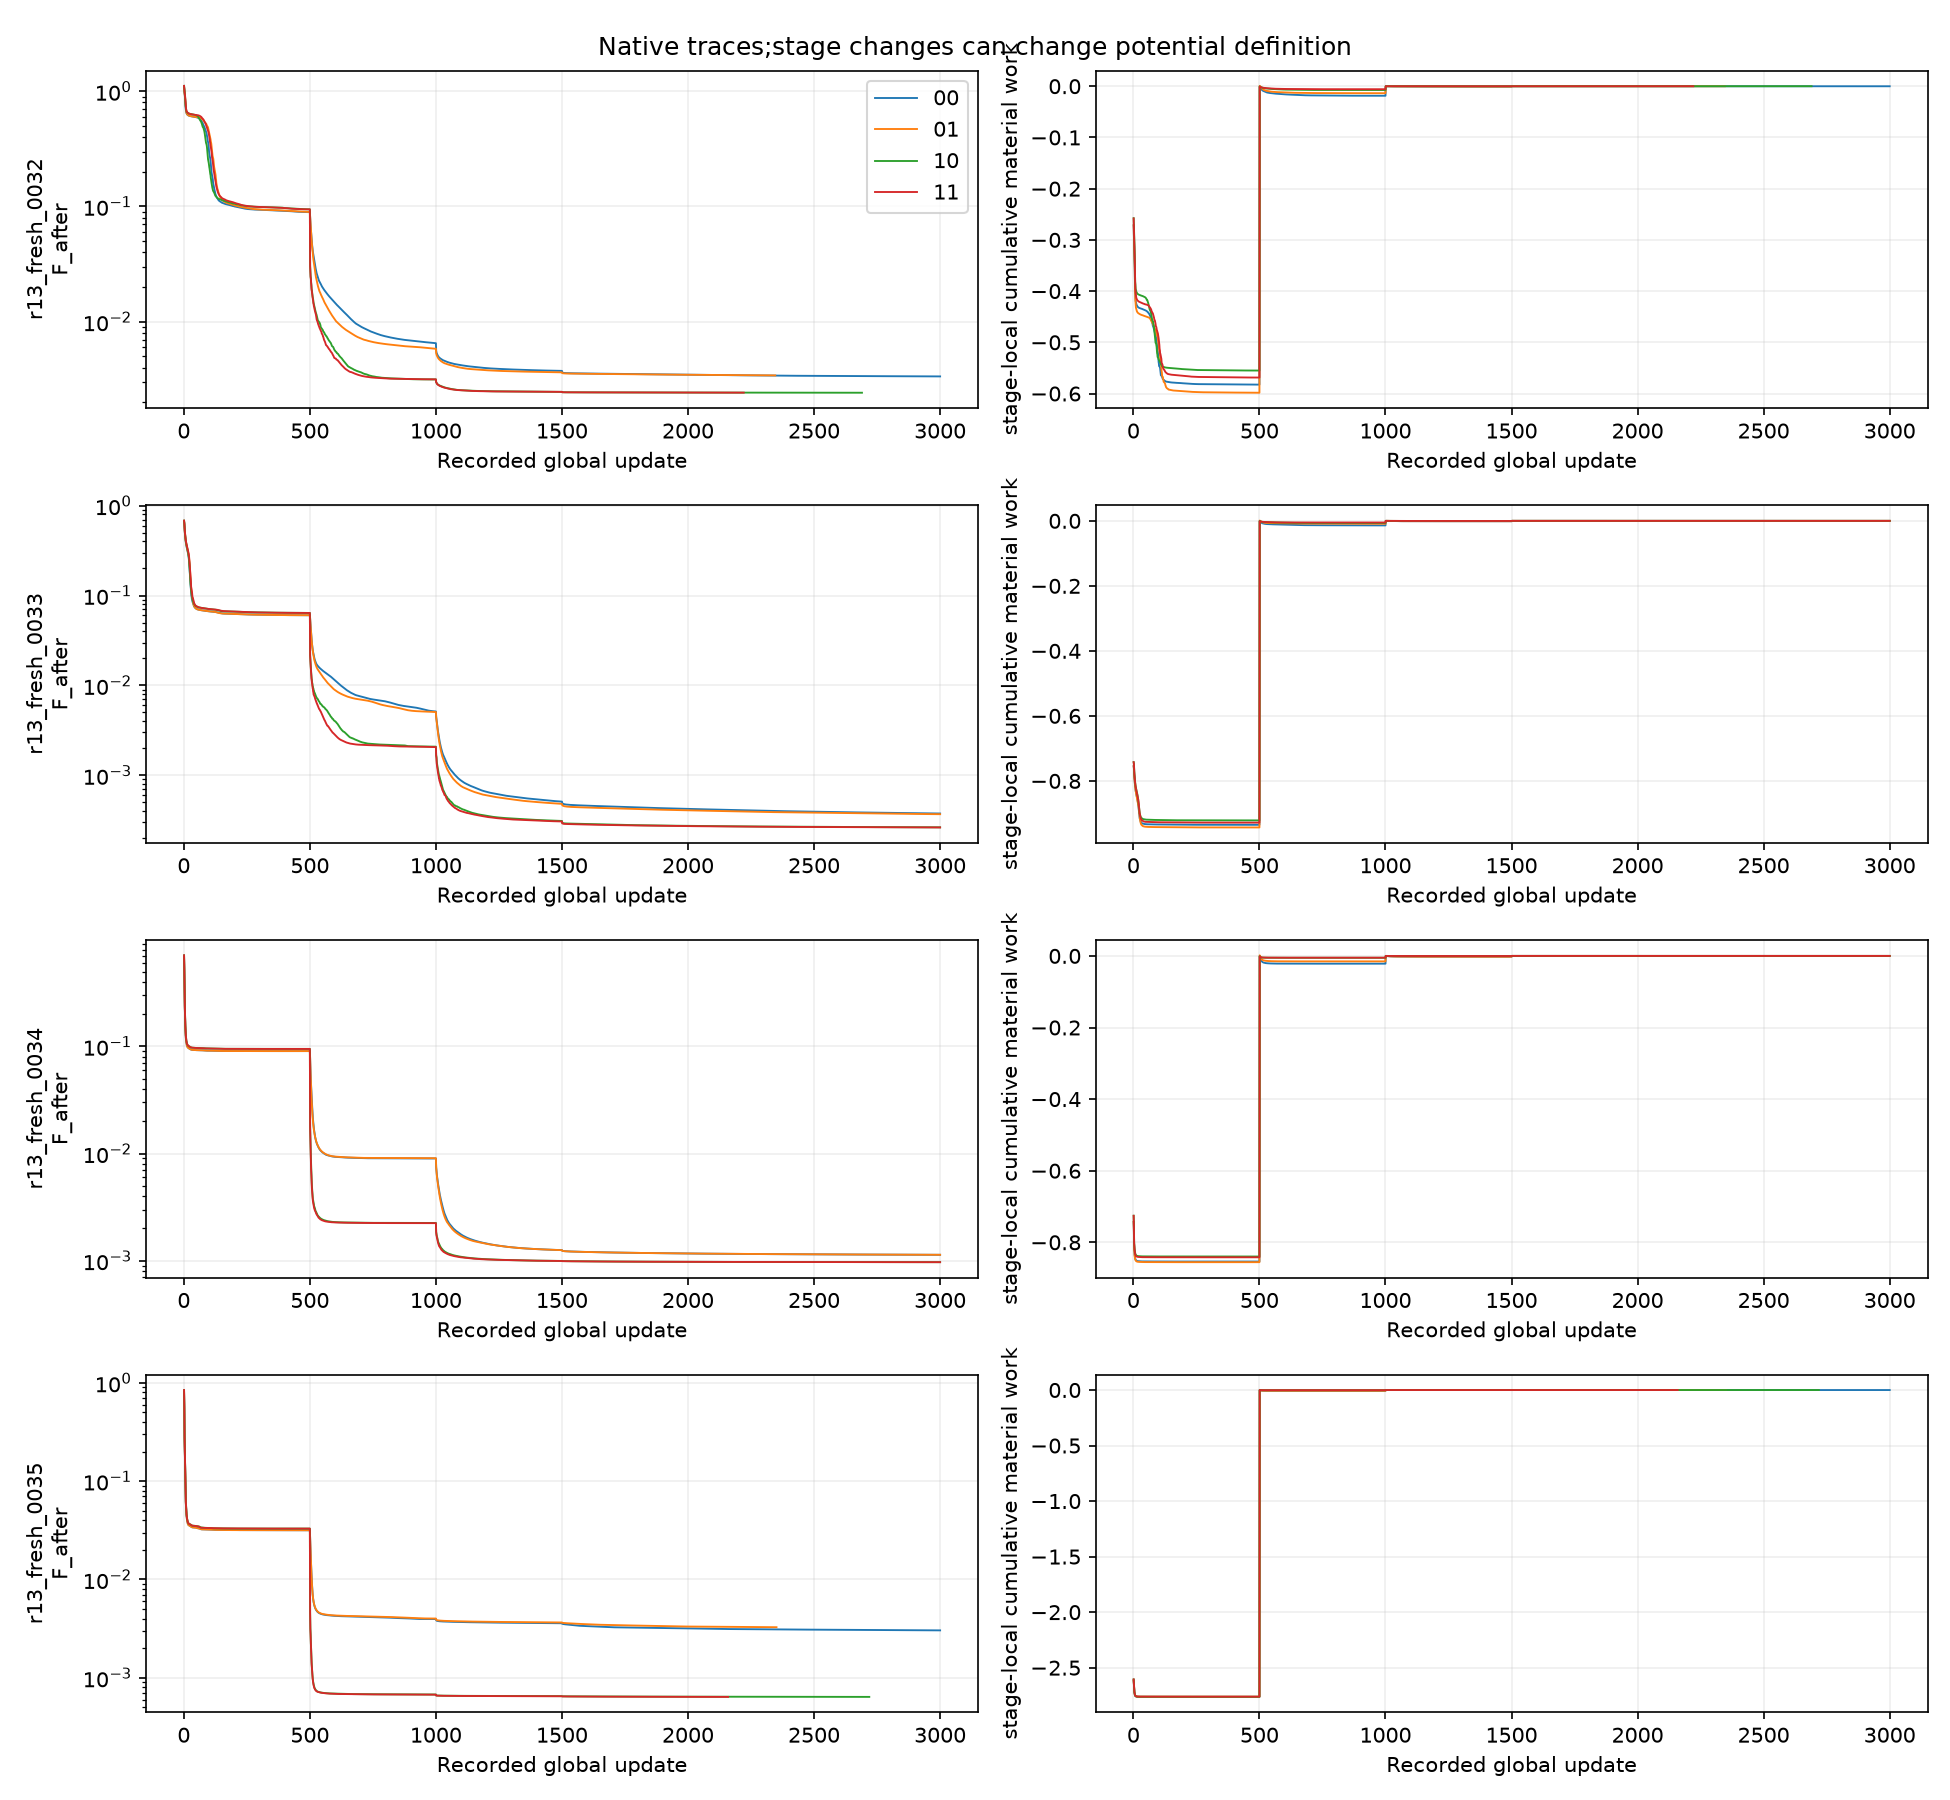 Native traces;stage changes can change potential definition
r13_fresh_0032
F_after
10^0
10^-1
10^-2
00
01
10
11
0 500 1000 1500 2000 2500 3000
Recorded global update
stage-local cumulative material work
0.0
−0.1
−0.2
−0.3
−0.4
−0.5
−0.6
0 500 1000 1500 2000 2500 3000
Recorded global update
r13_fresh_0033
F_after
10^0
10^-1
10^-2
10^-3
0 500 1000 1500 2000 2500 3000
Recorded global update
stage-local cumulative material work
0.0
−0.2
−0.4
−0.6
−0.8
0 500 1000 1500 2000 2500 3000
Recorded global update
r13_fresh_0034
F_after
10^-1
10^-2
10^-3
0 500 1000 1500 2000 2500 3000
Recorded global update
stage-local cumulative material work
0.0
−0.2
−0.4
−0.6
−0.8
0 500 1000 1500 2000 2500 3000
Recorded global update
r13_fresh_0035
F_after
10^0
10^-1
10^-2
10^-3
0 500 1000 1500 2000 2500 3000
Recorded global update
stage-local cumulative material work
0.0
−0.5
−1.0
−1.5
−2.0
−2.5
0 500 1000 1500 2000 2500 3000
Recorded global update